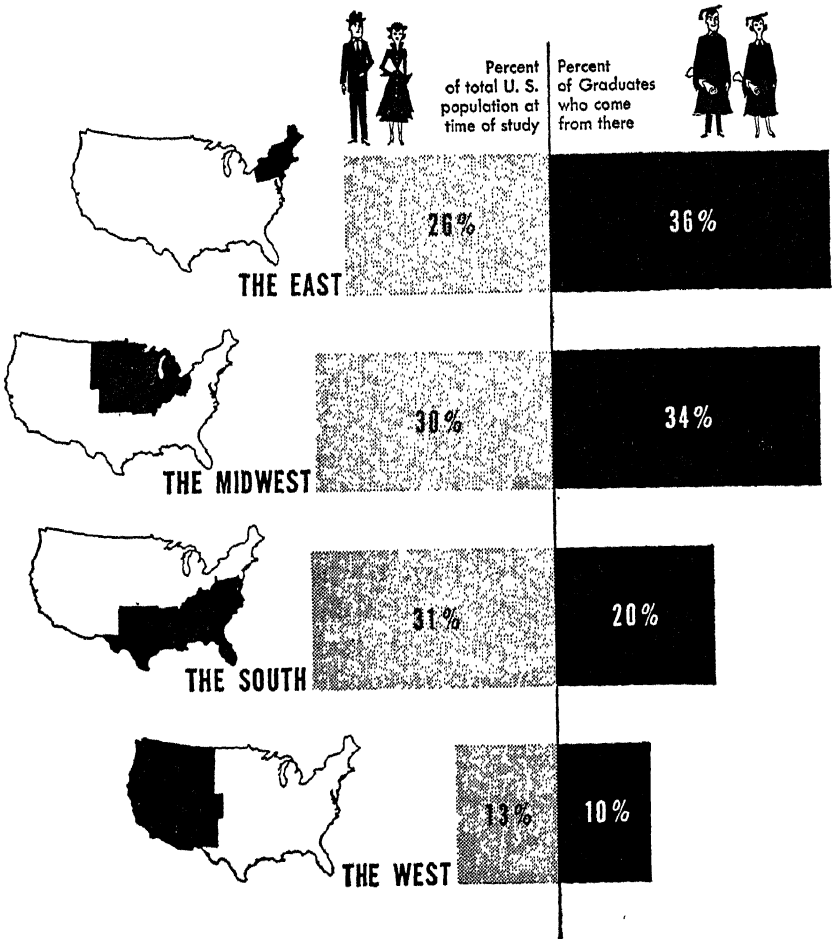 Percent
of total U. S.
population at
time of study
Percent
of Graduates
who come
from there
26%
36%
THE EAST
30%
34%
THE MIDWEST
31%
20%
THE SOUTH
13%
10%
THE WEST